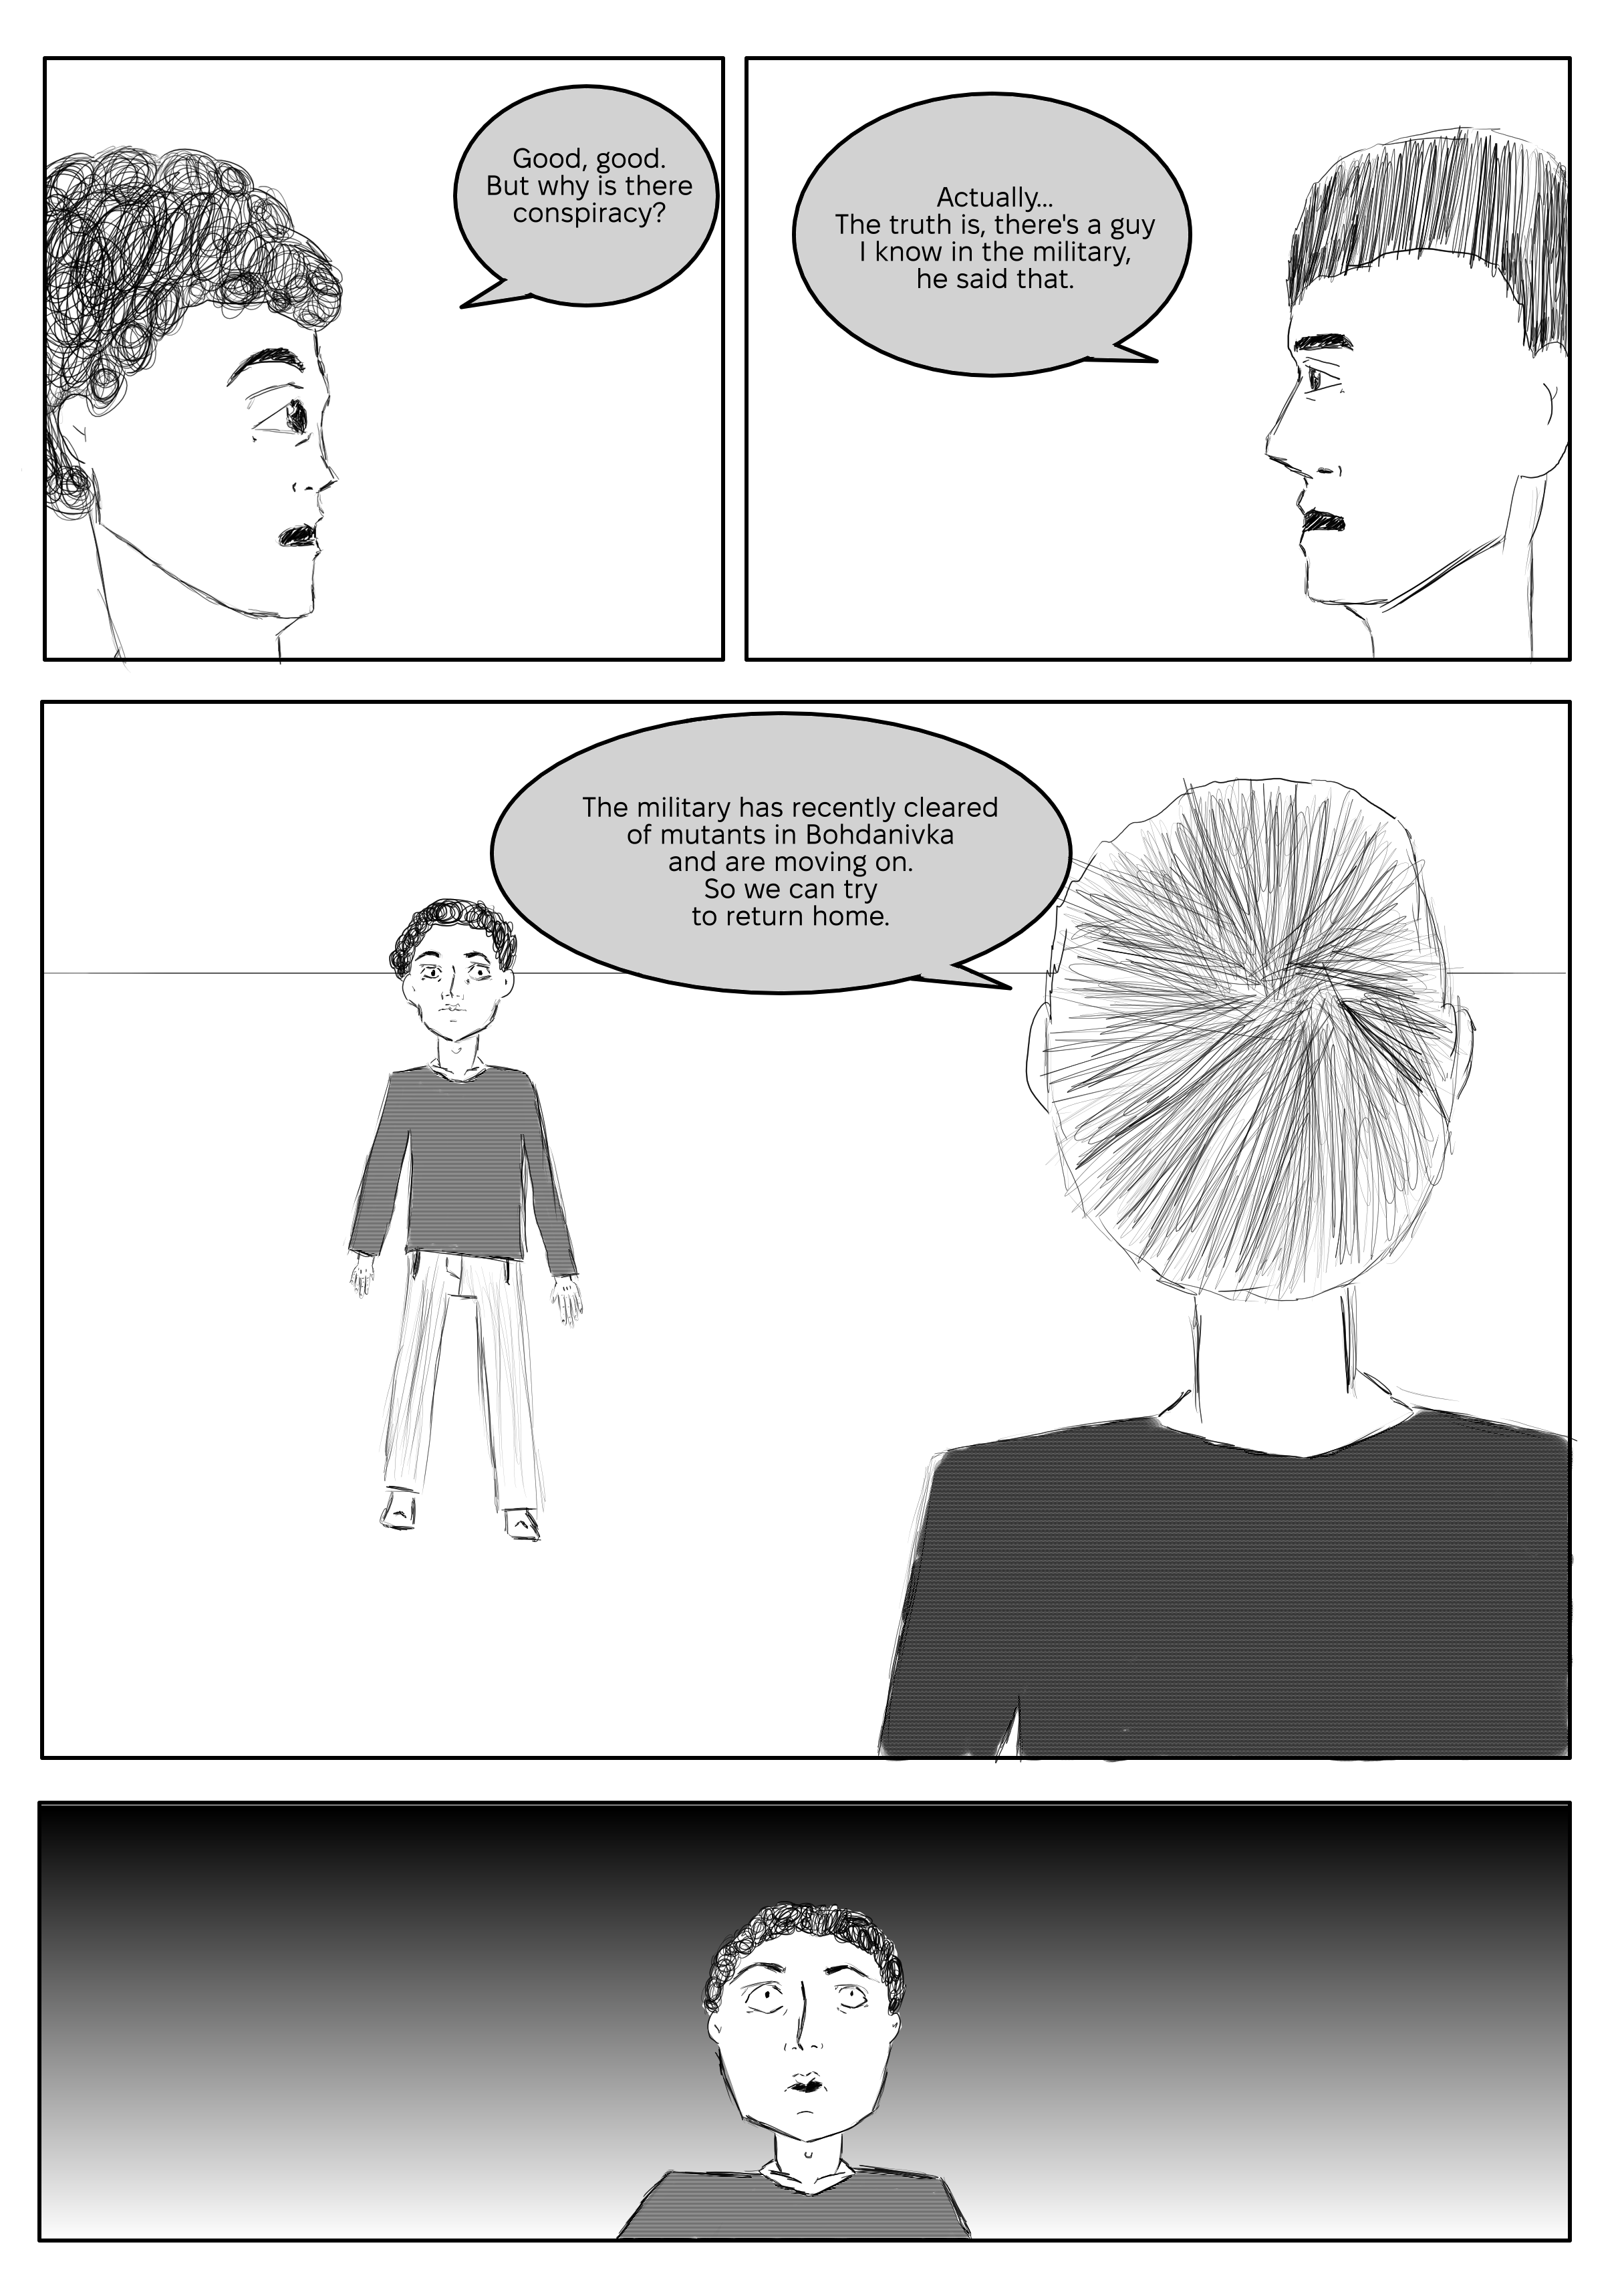 Good, good.
But why is there
conspiracy?
Actually...
The truth is, there's a guy
I know in the military,
he said that.
The military has recently cleared
of mutants in Bohdanivka
and are moving on.
So we can try
to return home.